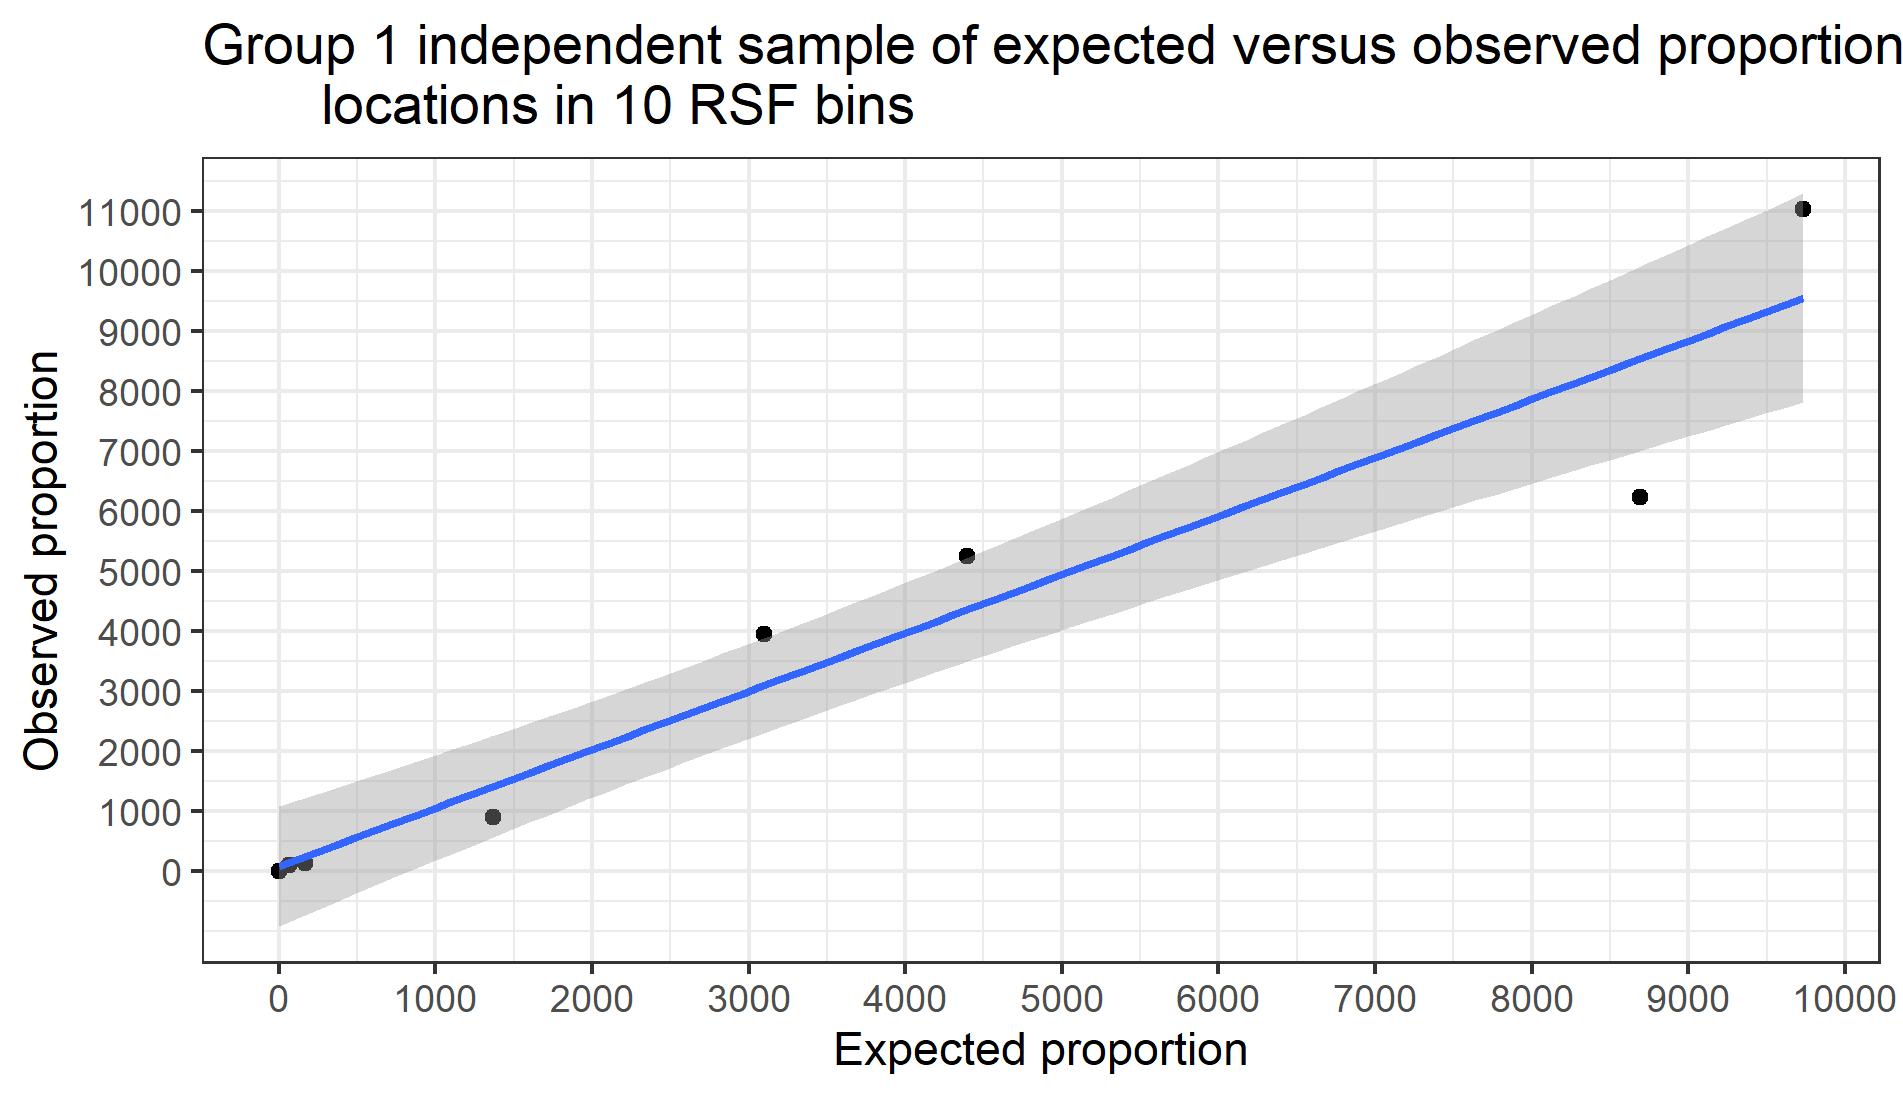 Group 1 independent sample of expected versus observed proportion
locations in 10 RSF bins
11000
10000
9000
8000
7000
6000
5000
4000
3000
2000
1000
0
Observed proportion
0 1000 2000 3000 4000 5000 6000 7000 8000 9000 10000
Expected proportion